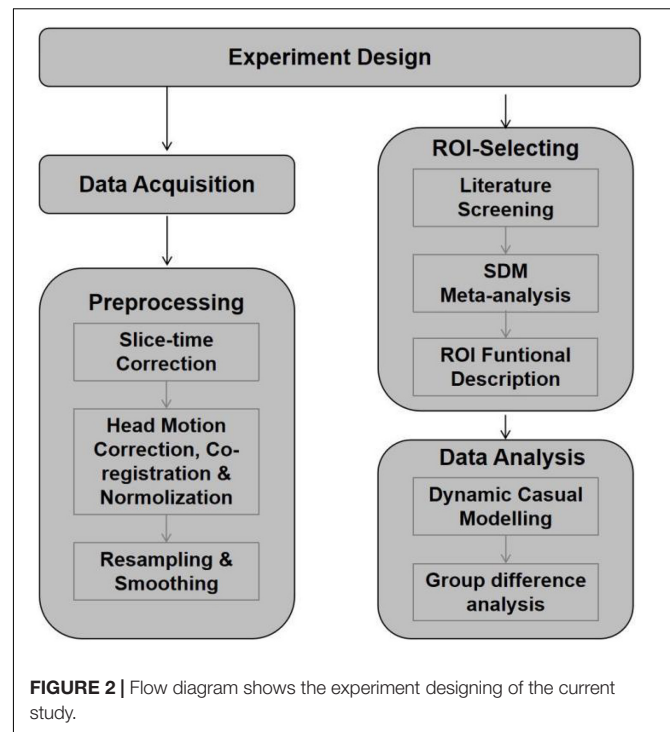 Experiment Design
Data Acquisition
Preprocessing
Slice-time
Correction
Head Motion
Correction, Co-
registration &
Normolization
Resampling &
Smoothing
ROI-Selecting
Literature
Screening
SDM
Meta-analysis
ROI Funtional
Description
Data Analysis
Dynamic Casual
Modelling
Group difference
analysis
FIGURE 2 | Flow diagram shows the experiment designing of the current
study.